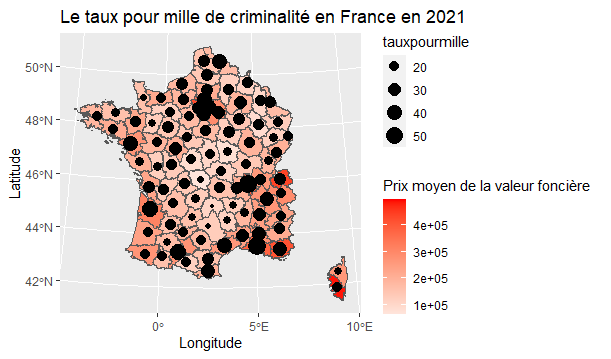 Le taux pour mille de criminalité en France en 2021
tauxpourmille
20
30
40
50
Prix moyen de la valeur foncière
4e+05
3e+05
2e+05
1e+05
50°N
48°N
46°N
44°N
42°N
Latitude
0°
5°E
10°E
Longitude